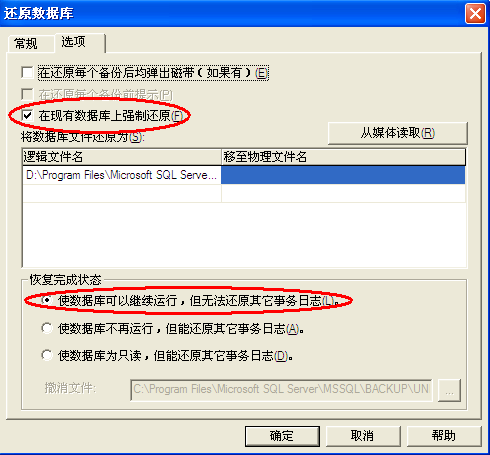 还原数据库
常规
选项
在还原每个备份后均弹出磁带（如果有）(E)
在还原每个备份前提示(P)
在现有数据库上强制还原(F)
从媒体读取(R)
将数据库文件还原为(S):
逻辑文件名
移至物理文件名
D:\Program Files\Microsoft SQL Serve...
恢复完成状态
使数据库可以继续运行，但无法还原其它事务日志(L)。
使数据库不再运行，但能还原其它事务日志(A)。
使数据库为只读，但能还原其它事务日志(D)。
撤消文件:
C:\Program Files\Microsoft SQL Server\MSSQL\BACKUP\UN
...
确定
取消
帮助